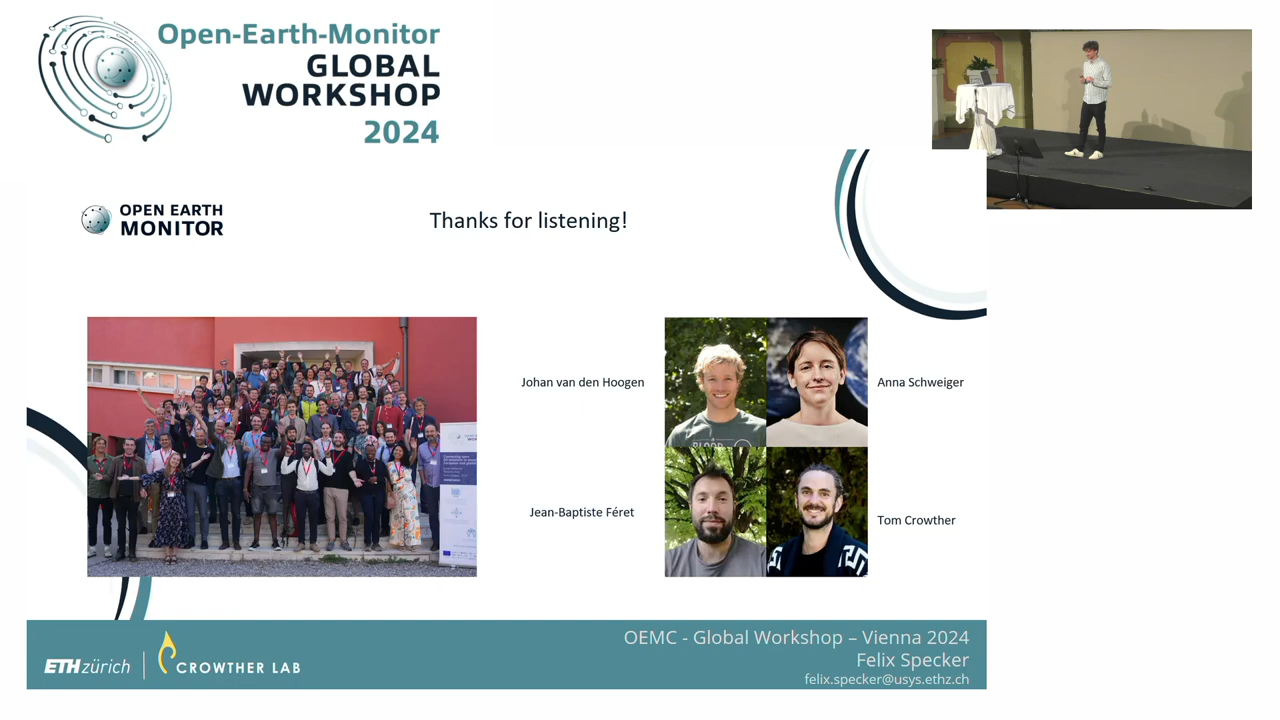 Open-Earth-Monitor
GLOBAL
WORKSHOP
2024
OPEN EARTH
MONITOR
Thanks for listening!
Johan van den Hoogen
Anna Schweiger
Jean-Baptiste Féret
Tom Crowther
ETH zürich
CROWTHER LAB
OEMC - Global Workshop – Vienna 2024
Felix Specker
felix.specker@usys.ethz.ch